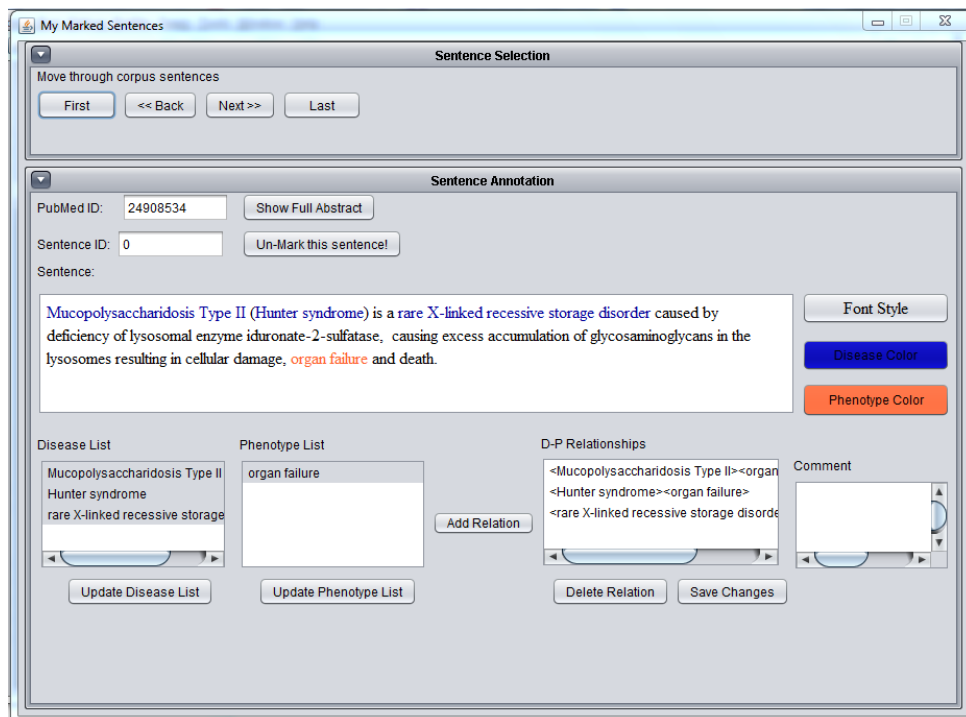 My Marked Sentences
Sentence Selection
Move through corpus sentences
First << Back Next >> Last
Sentence Annotation
PubMed ID: 24908534 Show Full Abstract
Sentence ID: 0 Un-Mark this sentence!
Sentence:
Mucopolysaccharidosis Type II (Hunter syndrome) is a rare X-linked recessive storage disorder caused by
deficiency of lysosomal enzyme iduronate-2-sulfatase, causing excess accumulation of glycosaminoglycans in the
lysosomes resulting in cellular damage, organ failure and death.
Font Style
Disease Color
Phenotype Color
Disease List
Mucopolysaccharidosis Type II
Hunter syndrome
rare X-linked recessive storage
Update Disease List
Phenotype List
organ failure
Update Phenotype List
Add Relation
D-P Relationships
<Mucopolysaccharidosis Type II><organ
<Hunter syndrome><organ failure>
<rare X-linked recessive storage disorde
Delete Relation Save Changes
Comment